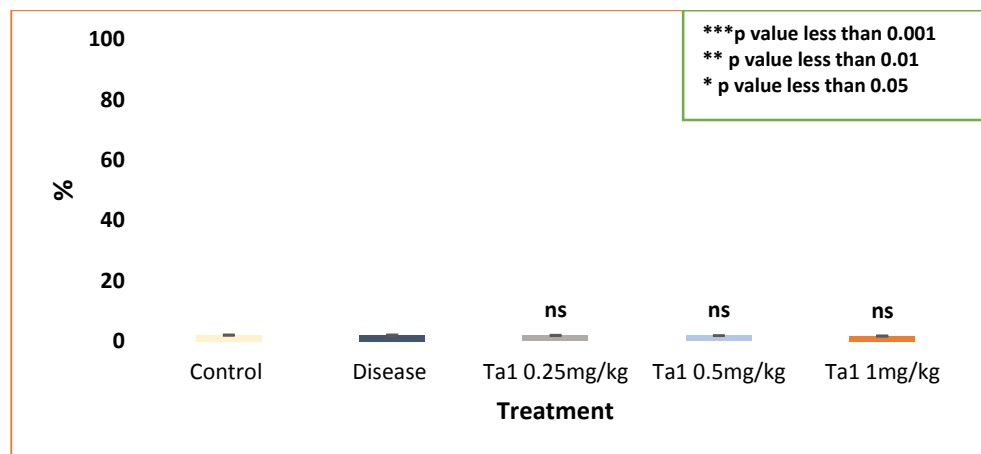 ***p value less than 0.001
** p value less than 0.01
* p value less than 0.05
100
80
60
40
20
0
%
ns ns ns
Control Disease Ta1 0.25mg/kg Ta1 0.5mg/kg Ta1 1mg/kg
Treatment